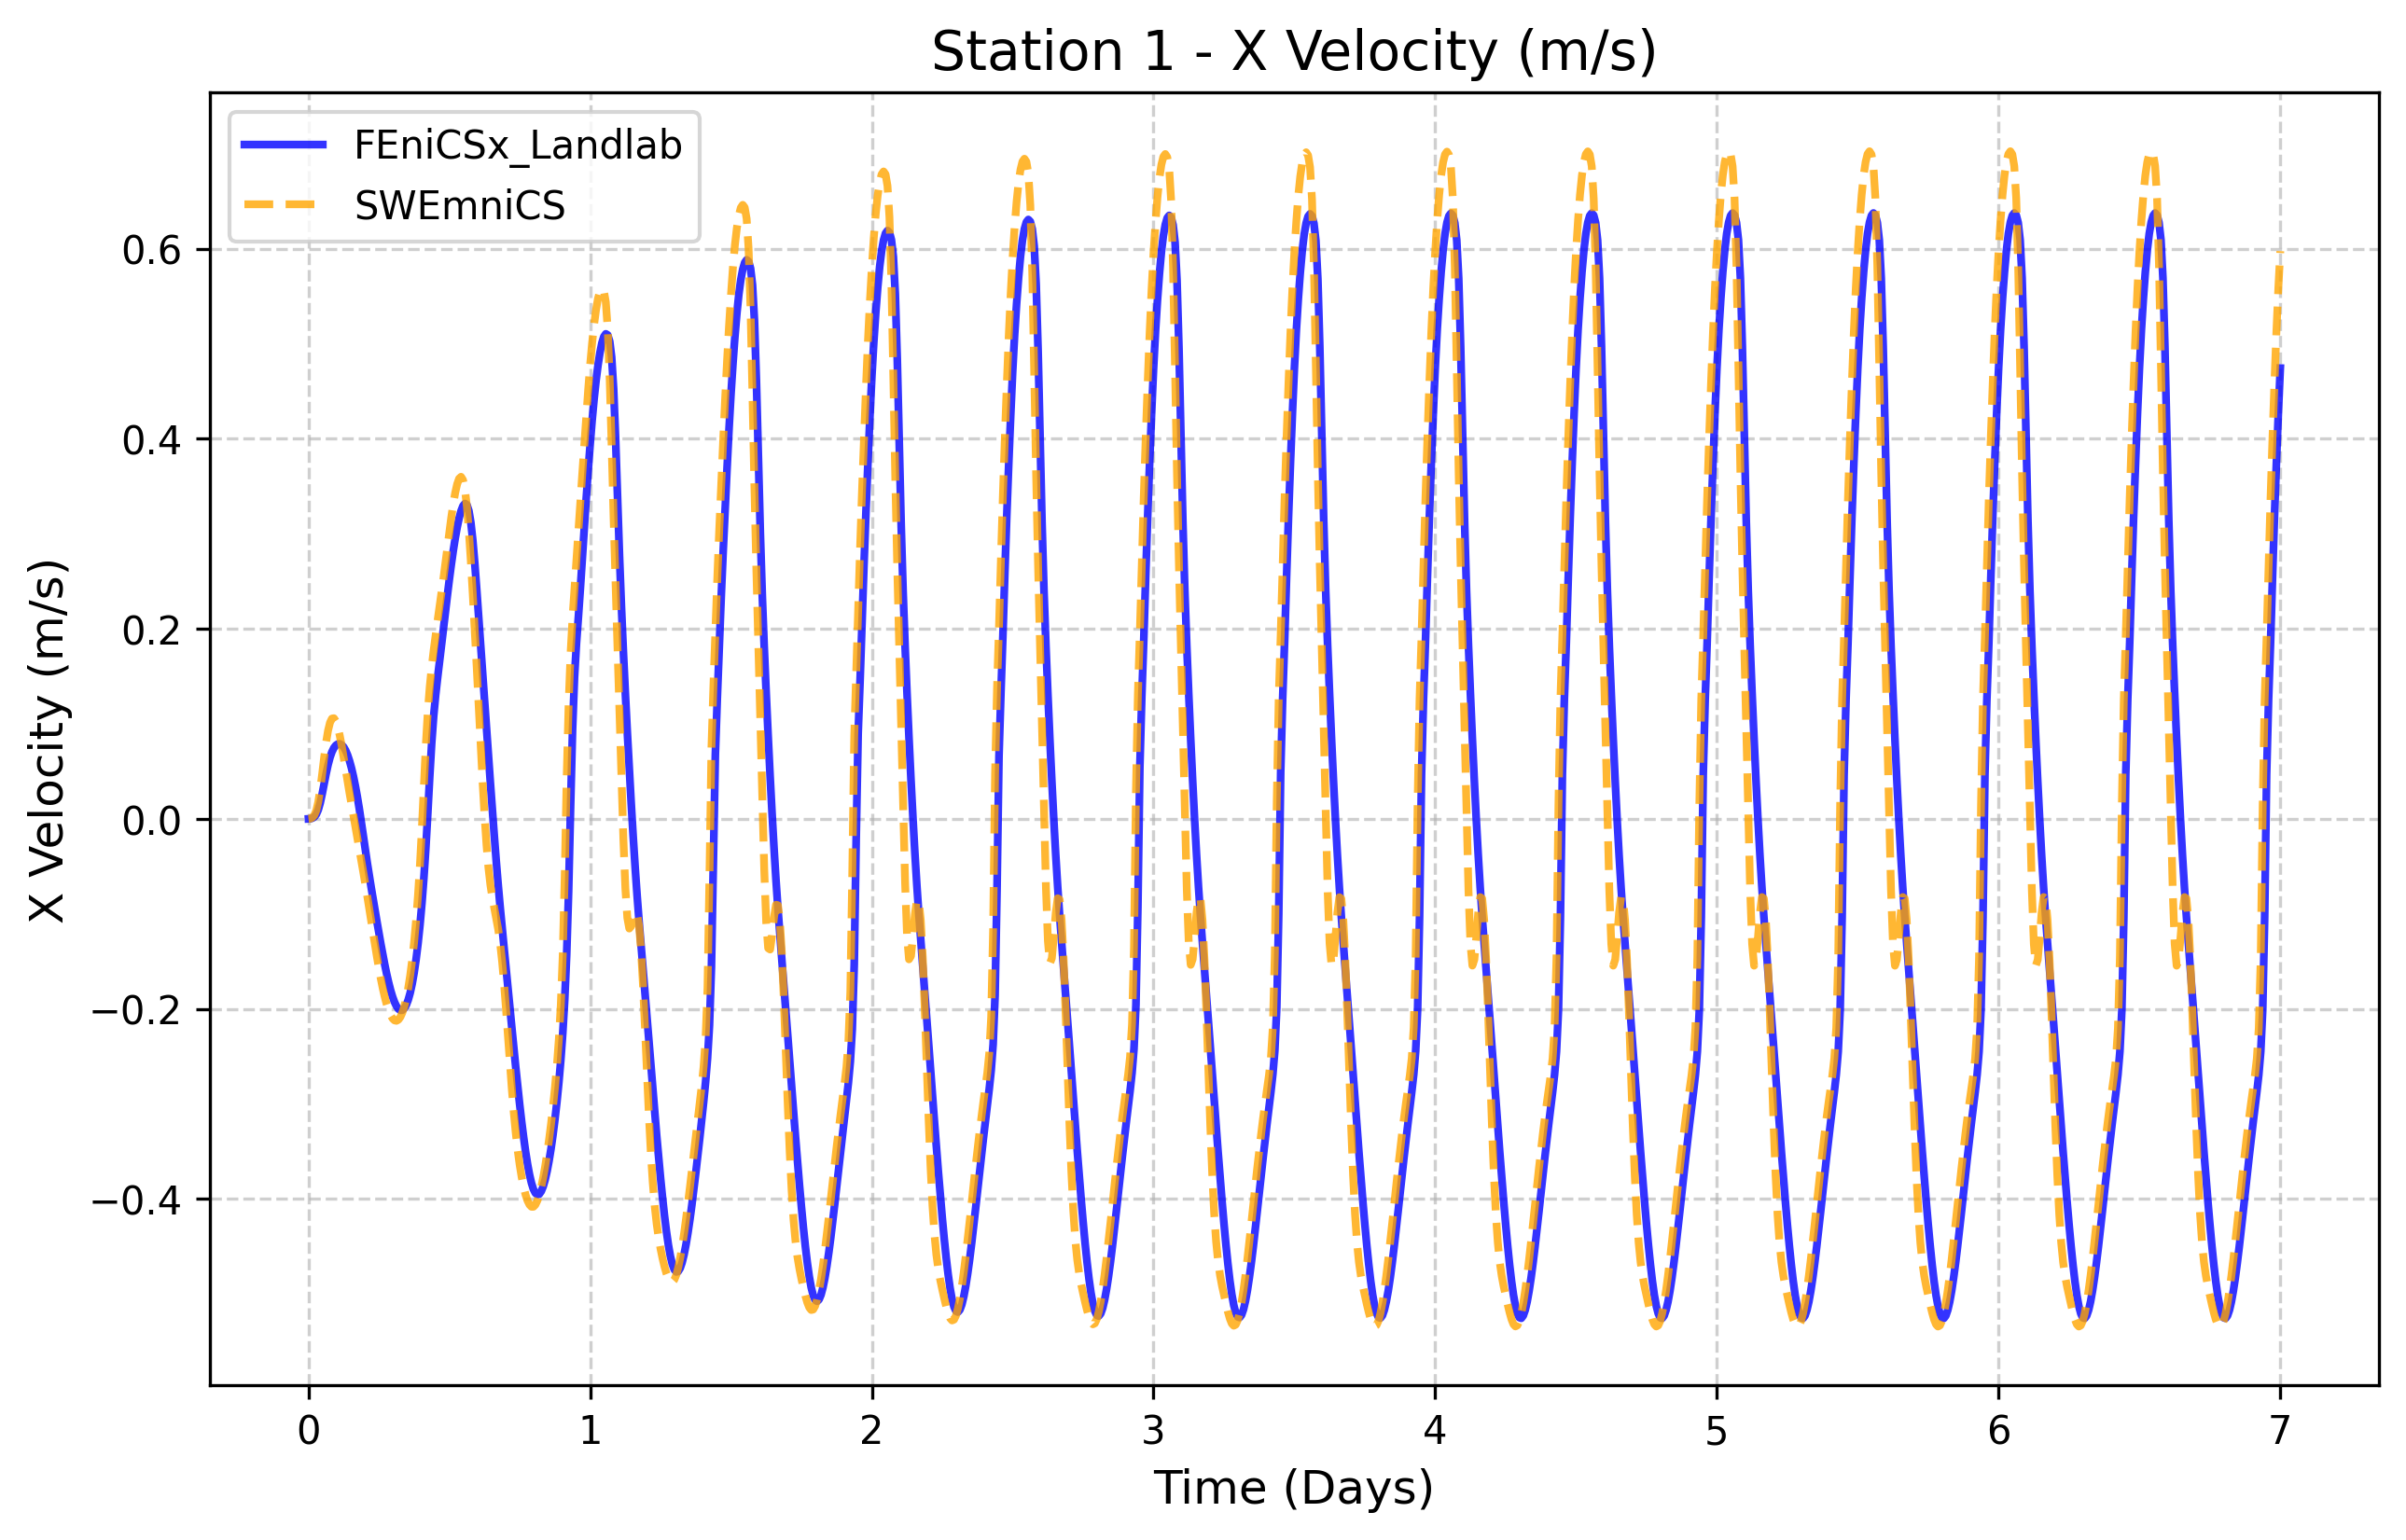 Station 1 - X Velocity (m/s)
FEniCSx_Landlab
SWEmniCS
0.6
0.4
0.2
0.0
−0.2
−0.4
X Velocity (m/s)
0 1 2 3 4 5 6 7
Time (Days)